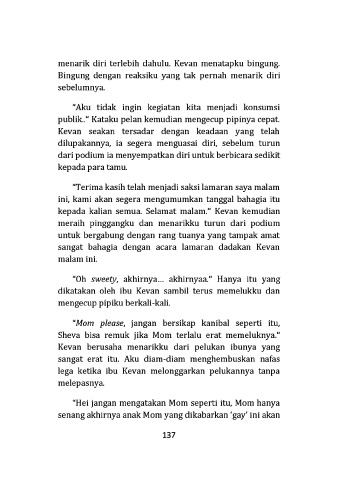 menarik diri terlebih dahulu. Kevan menatapku bingung.
Bingung dengan reaksiku yang tak pernah menarik diri
sebelumnya.
"Aku tidak ingin kegiatan kita menjadi konsumsi
publik.." Kataku pelan kemudian mengecup pipinya cepat.
Kevan seakan tersadar dengan keadaan yang telah
dilupakannya, ia segera menguasai diri, sebelum turun
dari podium ia menyempatkan diri untuk berbicara sedikit
kepada para tamu.
"Terima kasih telah menjadi saksi lamaran saya malam
ini, kami akan segera mengumumkan tanggal bahagia itu
kepada kalian semua. Selamat malam." Kevan kemudian
meraih pinggangku dan menarikku turun dari podium
untuk bergabung dengan rang tuanya yang tampak amat
sangat bahagia dengan acara lamaran dadakan Kevan
malam ini.
"Oh sweety, akhirnya... akhirnyaa." Hanya itu yang
dikatakan oleh ibu Kevan sambil terus memelukku dan
mengecup pipiku berkali-kali.
"Mom please, jangan bersikap kanibal seperti itu,
Sheva bisa remuk jika Mom terlalu erat memeluknya."
Kevan berusaha menarikku dari pelukan ibunya yang
sangat erat itu. Aku diam-diam menghembuskan nafas
lega ketika ibu Kevan melonggarkan pelukannya tanpa
melepasnya.
"Hei jangan mengatakan Mom seperti itu, Mom hanya
senang akhirnya anak Mom yang dikabarkan 'gay' ini akan
137